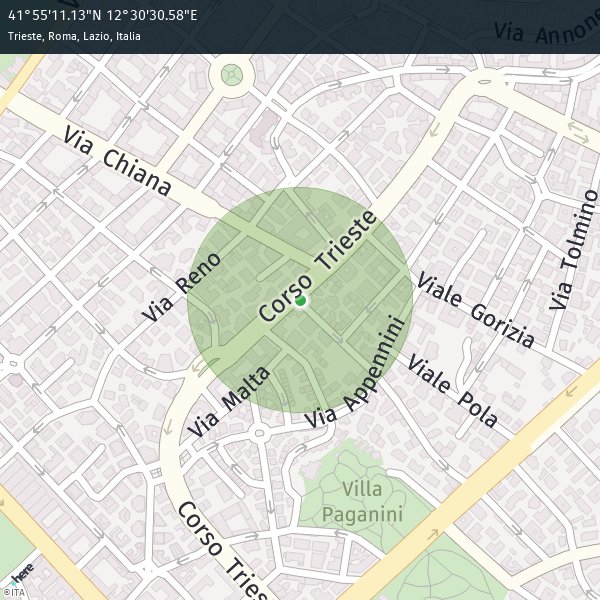 41°55'11.13"N 12°30'30.58"E
Trieste, Roma, Lazio, Italia
Via Annone
Via Chiana
Via Tolmino
Corso Trieste
Via Reno
Viale Gorizia
Via Appennini
Viale Pola
Via Malta
Villa
Paganini
Corso Tries
here
©ITA